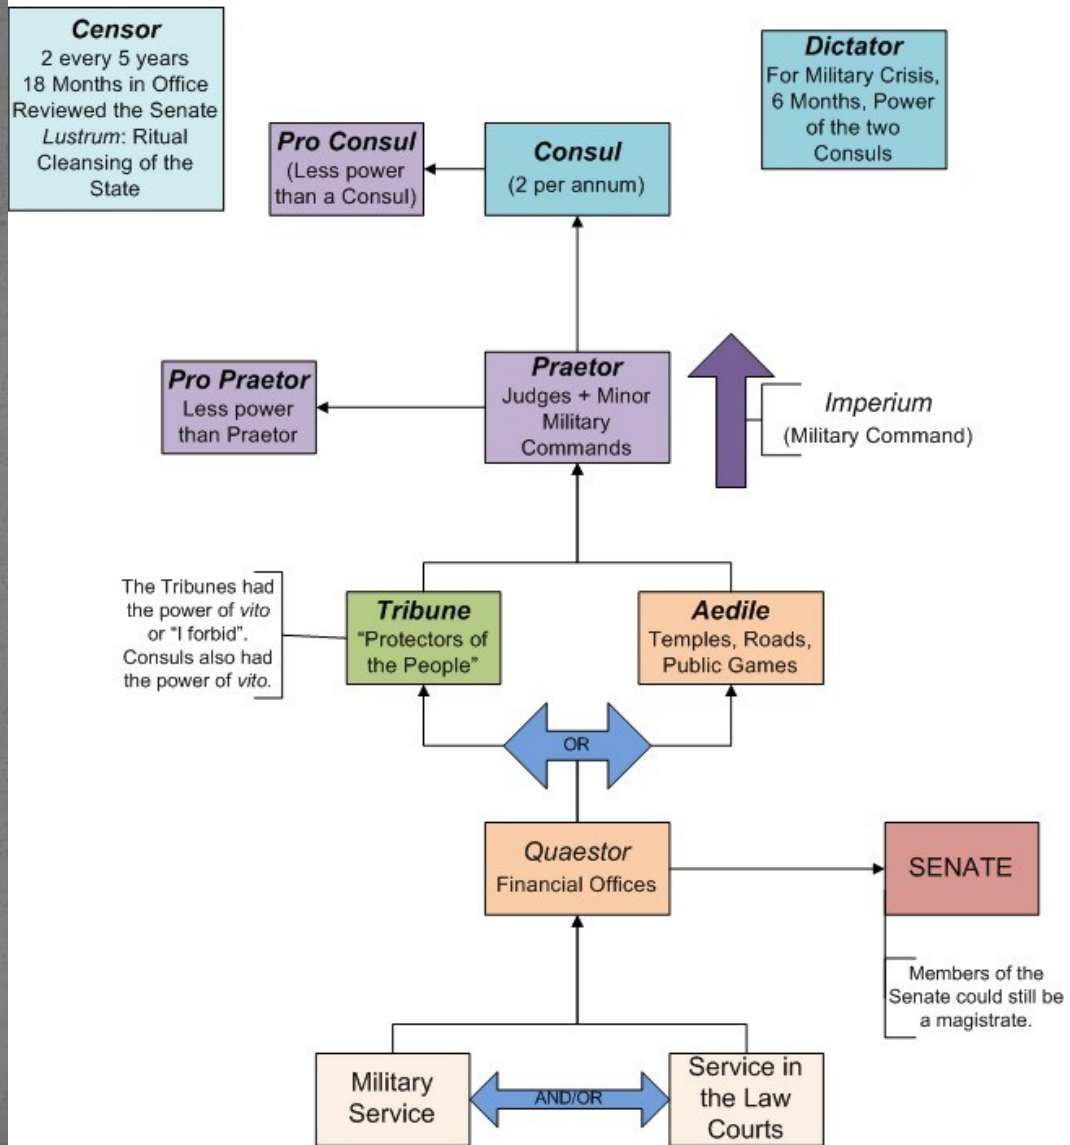 Censor
2 every 5 years
18 Months in Office
Reviewed the Senate
Lustrum: Ritual
Cleansing of the
State
Dictator
For Military Crisis,
6 Months, Power
of the two
Consuls
Pro Consul
(Less power
than a Consul)
Consul
(2 per annum)
Pro Praetor
Less power
than Praetor
Praetor
Judges + Minor
Military
Commands
Imperium
(Military Command)
The Tribunes had
the power of vito
or “I forbid”.
Consuls also had
the power of vito.
Tribune
“Protectors of
the People”
Aedile
Temples, Roads,
Public Games
OR
Quaestor
Financial Offices
SENATE
Members of the
Senate could still be
a magistrate.
Military
Service
AND/OR
Service in
the Law
Courts